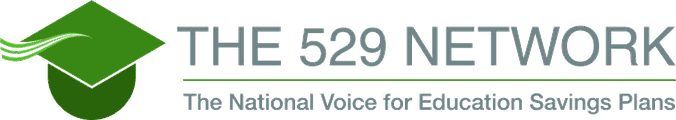 THE 529 NETWORK
The National Voice for Education Savings Plans